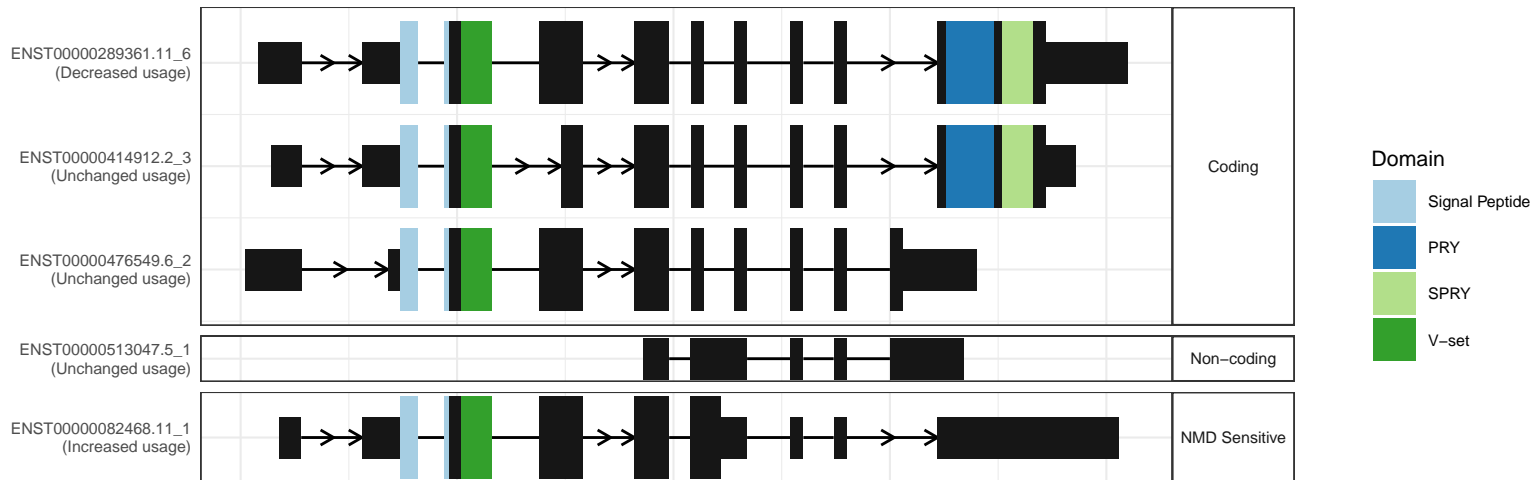 ENST00000289361.11_6
(Decreased usage)
ENST00000414912.2_3
(Unchanged usage)
ENST00000476549.6_2
(Unchanged usage)
Coding
ENST00000513047.5_1
(Unchanged usage)
Non−coding
ENST00000082468.11_1
(Increased usage)
NMD Sensitive
Domain
Signal Peptide
PRY
SPRY
V−set